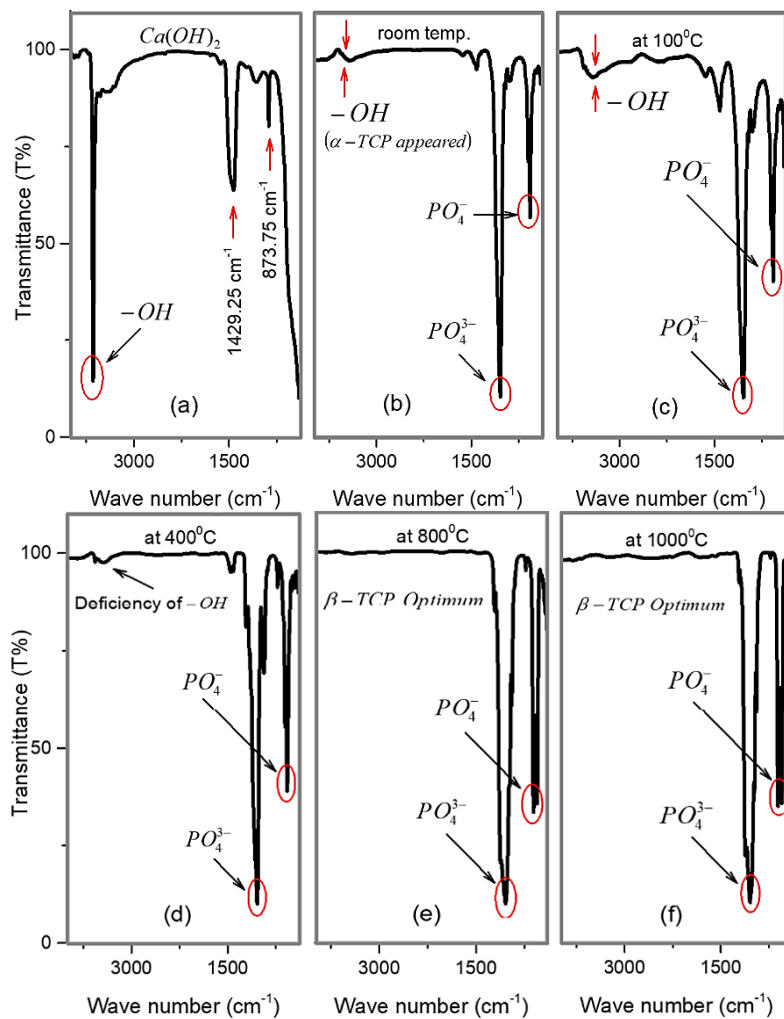 Transmittance (T%)
100
50
0
Ca(OH)₂
−OH
1429.25 cm⁻¹
873.75 cm⁻¹
(a)
3000 1500
Wave number (cm⁻¹)
room temp.
−OH
(α−TCP appeared)
PO₄⁻
PO₄³⁻
(b)
3000 1500
Wave number (cm⁻¹)
at 100⁰C
−OH
PO₄⁻
PO₄³⁻
(c)
3000 1500
Wave number (cm⁻¹)
Transmittance (T%)
100
50
0
at 400⁰C
Deficiency of −OH
PO₄⁻
PO₄³⁻
(d)
3000 1500
Wave number (cm⁻¹)
at 800⁰C
β−TCP Optimum
PO₄⁻
PO₄³⁻
(e)
3000 1500
Wave number (cm⁻¹)
at 1000⁰C
β−TCP Optimum
PO₄⁻
PO₄³⁻
(f)
3000 1500
Wave number (cm⁻¹)